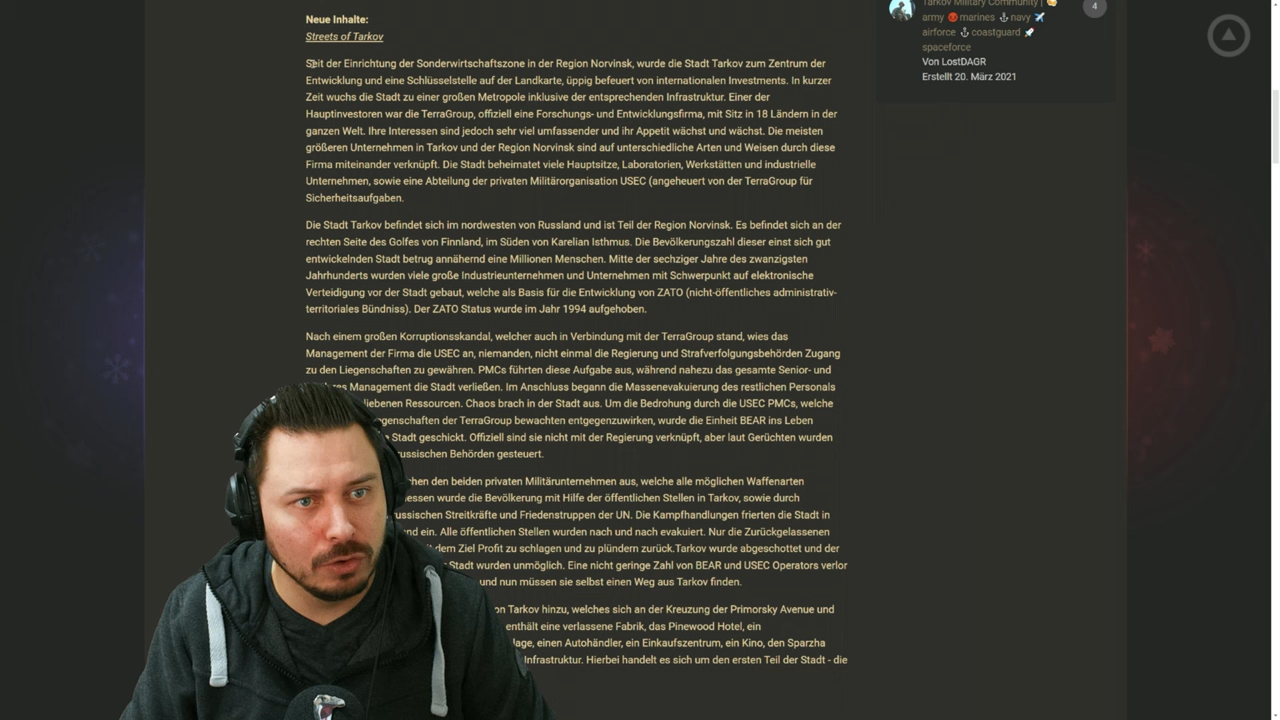 Neue Inhalte:
Streets of Tarkov
Seit der Einrichtung der Sonderwirtschaftszone in der Region Norvinsk, wurde die Stadt Tarkov zum Zentrum der
Entwicklung und eine Schlüsselstelle auf der Landkarte, üppig befeuert von internationalen Investments. In kurzer
Zeit wuchs die Stadt zu einer großen Metropole inklusive der entsprechenden Infrastruktur. Einer der
Hauptinvestoren war die TerraGroup, offiziell eine Forschungs- und Entwicklungsfirma, mit Sitz in 18 Ländern in der
ganzen Welt. Ihre Interessen sind jedoch sehr viel umfassender und ihr Appetit wächst und wächst. Die meisten
größeren Unternehmen in Tarkov und der Region Norvinsk sind auf unterschiedliche Arten und Weisen durch diese
Firma miteinander verknüpft. Die Stadt beheimatet viele Hauptsitze, Laboratorien, Werkstätten und industrielle
Unternehmen, sowie eine Abteilung der privaten Militärorganisation USEC (angeheuert von der TerraGroup für
Sicherheitsaufgaben.
Die Stadt Tarkov befindet sich im nordwesten von Russland und ist Teil der Region Norvinsk. Es befindet sich an der
rechten Seite des Golfes von Finnland, im Süden von Karelian Isthmus. Die Bevölkerungszahl dieser einst sich gut
entwickelnden Stadt betrug annähernd eine Millionen Menschen. Mitte der sechziger Jahre des zwanzigsten
Jahrhunderts wurden viele große Industrieunternehmen und Unternehmen mit Schwerpunkt auf elektronische
Verteidigung vor der Stadt gebaut, welche als Basis für die Entwicklung von ZATO (nicht-öffentliches administrativ-
territoriales Bündniss). Der ZATO Status wurde im Jahr 1994 aufgehoben.
Nach einem großen Korruptionsskandal, welcher auch in Verbindung mit der TerraGroup stand, wies das
Management der Firma die USEC an, niemanden, nicht einmal die Regierung und Strafverfolgungsbehörden Zugang
zu den Liegenschaften zu gewähren. PMCs führten diese Aufgabe aus, während nahezu das gesamte Senior- und
Management die Stadt verließen. Im Anschluss begann die Massenevakuierung des restlichen Personals
liebenen Ressourcen. Chaos brach in der Stadt aus. Um die Bedrohung durch die USEC PMCs, welche
genschaften der TerraGroup bewachten entgegenzuwirken, wurde die Einheit BEAR ins Leben
Stadt geschickt. Offiziell sind sie nicht mit der Regierung verknüpft, aber laut Gerüchten wurden
russischen Behörden gesteuert.
chen den beiden privaten Militärunternehmen aus, welche alle möglichen Waffenarten
essen wurde die Bevölkerung mit Hilfe der öffentlichen Stellen in Tarkov, sowie durch
ussischen Streitkräfte und Friedenstruppen der UN. Die Kampfhandlungen frierten die Stadt in
nd ein. Alle öffentlichen Stellen wurden nach und nach evakuiert. Nur die Zurückgelassenen
dem Ziel Profit zu schlagen und zu plündern zurück.Tarkov wurde abgeschottet und der
Stadt wurden unmöglich. Eine nicht geringe Zahl von BEAR und USEC Operators verlor
und nun müssen sie selbst einen Weg aus Tarkov finden.
on Tarkov hinzu, welches sich an der Kreuzung der Primorsky Avenue und
enthält eine verlassene Fabrik, das Pinewood Hotel, ein
lage, einen Autohändler, ein Einkaufszentrum, ein Kino, den Sparzha
Infrastruktur. Hierbei handelt es sich um den ersten Teil der Stadt - die
Tarkov Military Community |
army marines navy
airforce coastguard
spaceforce
Von LostDAGR
Erstellt 20. März 2021
4